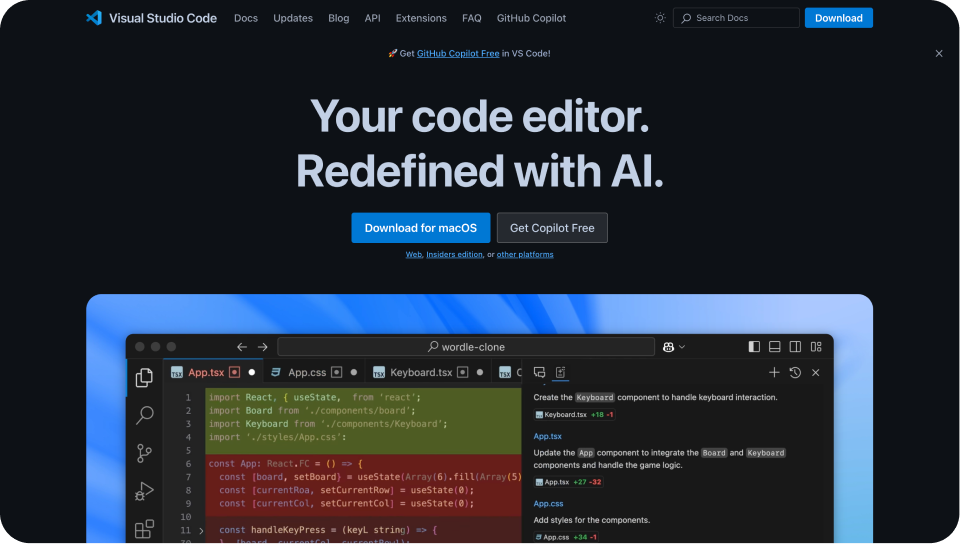 Visual Studio Code Docs Updates Blog API Extensions FAQ GitHub Copilot Search Docs Download
🚀 Get GitHub Copilot Free in VS Code!
Your code editor.
Redefined with AI.
Download for macOS Get Copilot Free
Web, Insiders edition, or other platforms
wordle-clone
App.tsx App.css Keyboard.tsx
1 import React, { useState, from 'react';
2 import Board from './components/board';
3 import Keyboard from './components/Keyboard';
4 import './styles/App.css':
5
6 const App: React.FC = () => {
7 const [board, setBoard} = useState(Array(6).fill(Array(5)
8 const [currentRoa, setCurrentRow] = useState(0);
9 const [currentCol, setCurrentCol] = useState(0);
10
11 const handleKeyPress = (keyL string) => {
Create the Keyboard component to handle keyboard interaction.
Keyboard.tsx +18 -1
App.tsx
Update the App component to integrate the Board and Keyboard
components and handle the game logic.
App.tsx +27 -32
App.css
Add styles for the components.
App.css +34 -1